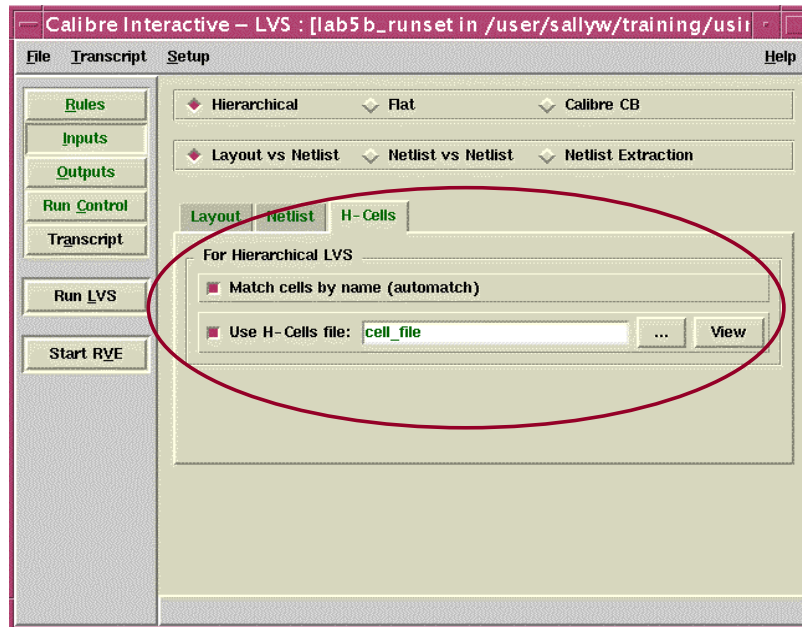 Calibre Interactive – LVS : [lab5b_runset in /user/sallyw/training/usin
File Transcript Setup Help
Rules
Inputs
Outputs
Run Control
Transcript
Run LVS
Start RVE
Hierarchical Flat Calibre CB
Layout vs Netlist Netlist vs Netlist Netlist Extraction
Layout Netlist H-Cells
For Hierarchical LVS
Match cells by name (automatch)
Use H-Cells file: cell_file ... View